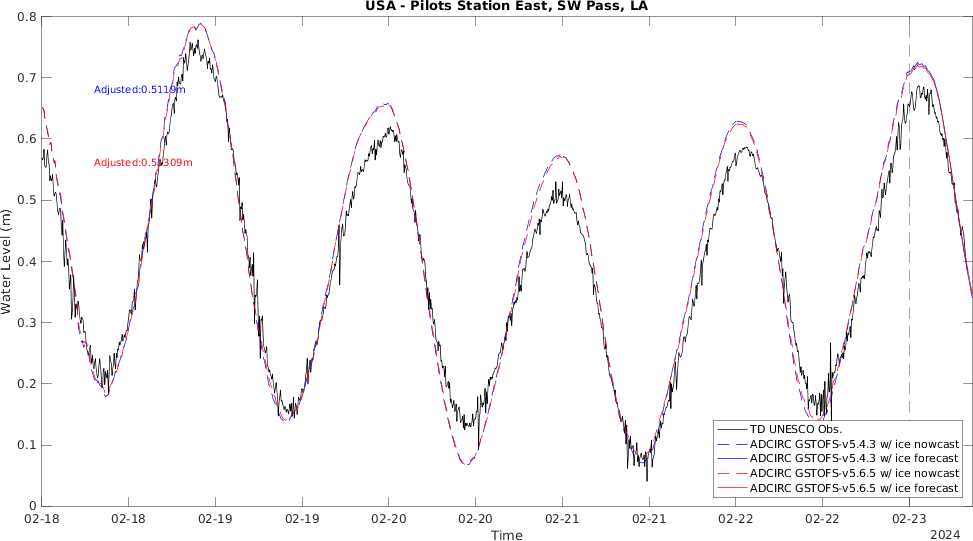 USA - Pilots Station East, SW Pass, LA
0.8
0.7
0.6
0.5
0.4
0.3
0.2
0.1
0
Water Level (m)
Adjusted:0.5119m
Adjusted:0.51309m
TD UNESCO Obs.
ADCIRC GSTOFS-v5.4.3 w/ ice nowcast
ADCIRC GSTOFS-v5.4.3 w/ ice forecast
ADCIRC GSTOFS-v5.6.5 w/ ice nowcast
ADCIRC GSTOFS-v5.6.5 w/ ice forecast
02-18 02-18 02-19 02-19 02-20 02-20 02-21 02-21 02-22 02-22 02-23
Time
2024